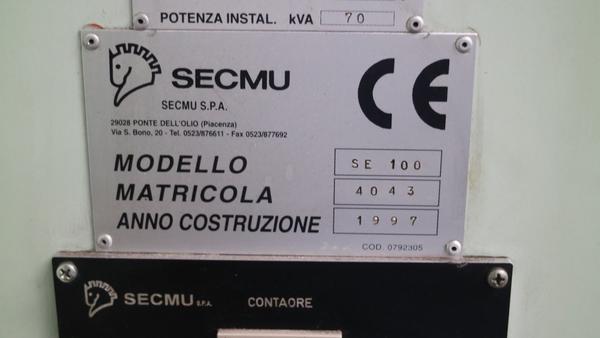 POTENZA INSTAL. kVA 70
SECMU
SECMU S.P.A.
CE
29028 PONTE DELL'OLIO (Piacenza)
Via S. Bono, 20 - Tel. 0523/876611 - Fax 0523/877692
MODELLO SE 100
MATRICOLA 4043
ANNO COSTRUZIONE 1997
COD. 0792305
SECMU S.P.A. CONTAORE